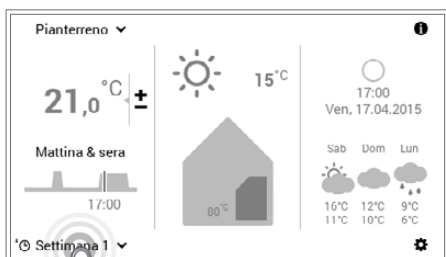 Pianterreno
21,0 °C ±
Mattina & sera
17:00
Settimana 1
15°C
80°C
17:00
Ven, 17.04.2015
Sab Dom Lun
16°C 12°C 9°C
11°C 10°C 6°C